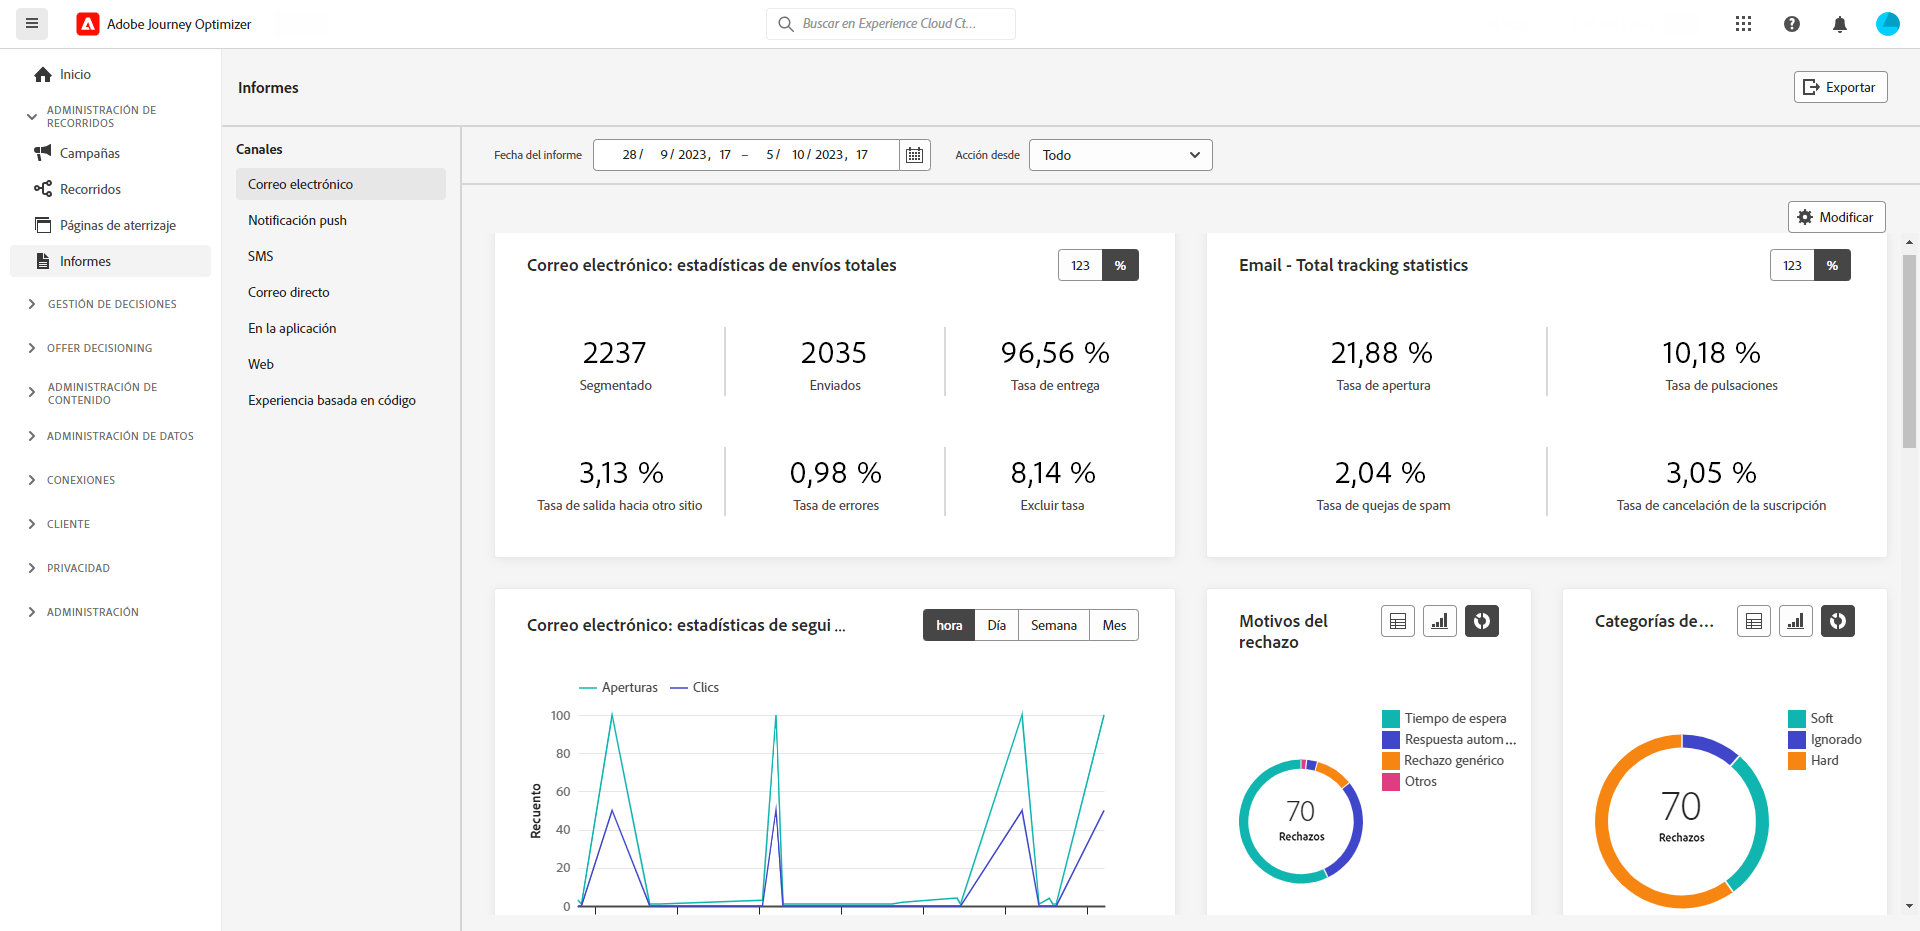 Adobe Journey Optimizer
Buscar en Experience Cloud Ct...
Inicio
ADMINISTRACIÓN DE
RECORRIDOS
Campañas
Recorridos
Páginas de aterrizaje
Informes
GESTIÓN DE DECISIONES
OFFER DECISIONING
ADMINISTRACIÓN DE
CONTENIDO
ADMINISTRACIÓN DE DATOS
CONEXIONES
CLIENTE
PRIVACIDAD
ADMINISTRACIÓN
Informes
Exportar
Canales
Correo electrónico
Notificación push
SMS
Correo directo
En la aplicación
Web
Experiencia basada en código
Fecha del informe
28/ 9/2023, 17 – 5/ 10/2023, 17
Acción desde
Todo
Modificar
Correo electrónico: estadísticas de envíos totales
123 %
2237
Segmentado
2035
Enviados
96,56 %
Tasa de entrega
3,13 %
Tasa de salida hacia otro sitio
0,98 %
Tasa de errores
8,14 %
Excluir tasa
Email - Total tracking statistics
123 %
21,88 %
Tasa de apertura
10,18 %
Tasa de pulsaciones
2,04 %
Tasa de quejas de spam
3,05 %
Tasa de cancelación de la suscripción
Correo electrónico: estadísticas de segui ...
hora Día Semana Mes
Aperturas Clics
Recuento
100
80
60
40
20
0
Motivos del
rechazo
Tiempo de espera
Respuesta autom...
Rechazo genérico
Otros
70
Rechazos
Categorías de...
Soft
Ignorado
Hard
70
Rechazos